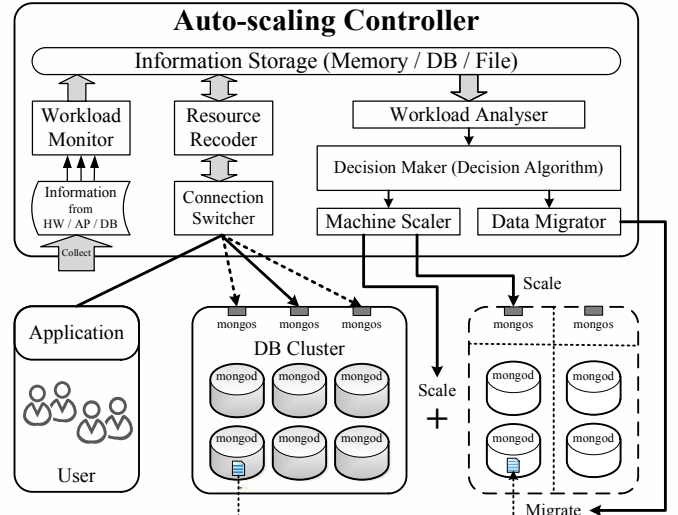 Auto-scaling Controller
Information Storage (Memory / DB / File)
Workload
Monitor
Resource
Recoder
Workload Analyser
Decision Maker (Decision Algorithm)
Information
from
HW / AP / DB
Connection
Switcher
Machine Scaler
Data Migrator
Collect
Scale
Application
mongos
mongos
mongos
mongos
mongos
DB Cluster
mongod
mongod
mongod
mongod
mongod
Scale
+
mongod
mongod
mongod
mongod
mongod
User
Migrate